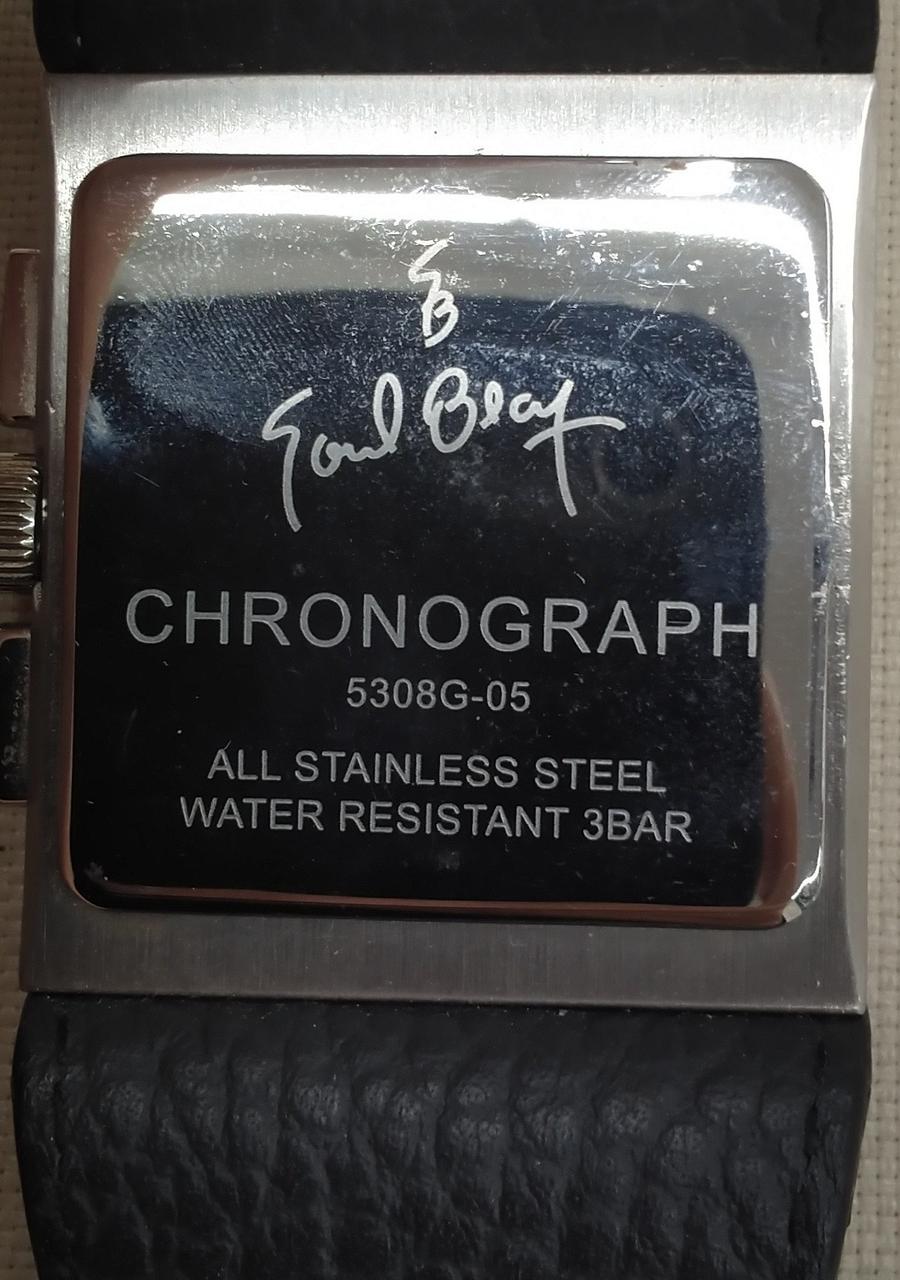 CHRONOGRAPH
5308G-05
ALL STAINLESS STEEL
WATER RESISTANT 3BAR